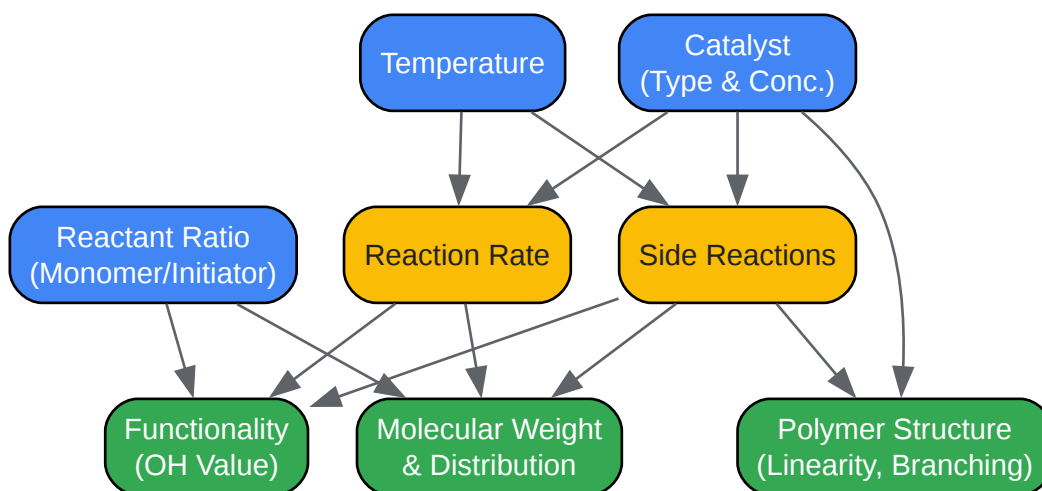 Temperature
Catalyst
(Type & Conc.)
Reactant Ratio
(Monomer/Initiator)
Reaction Rate
Side Reactions
Functionality
(OH Value)
Molecular Weight
& Distribution
Polymer Structure
(Linearity, Branching)